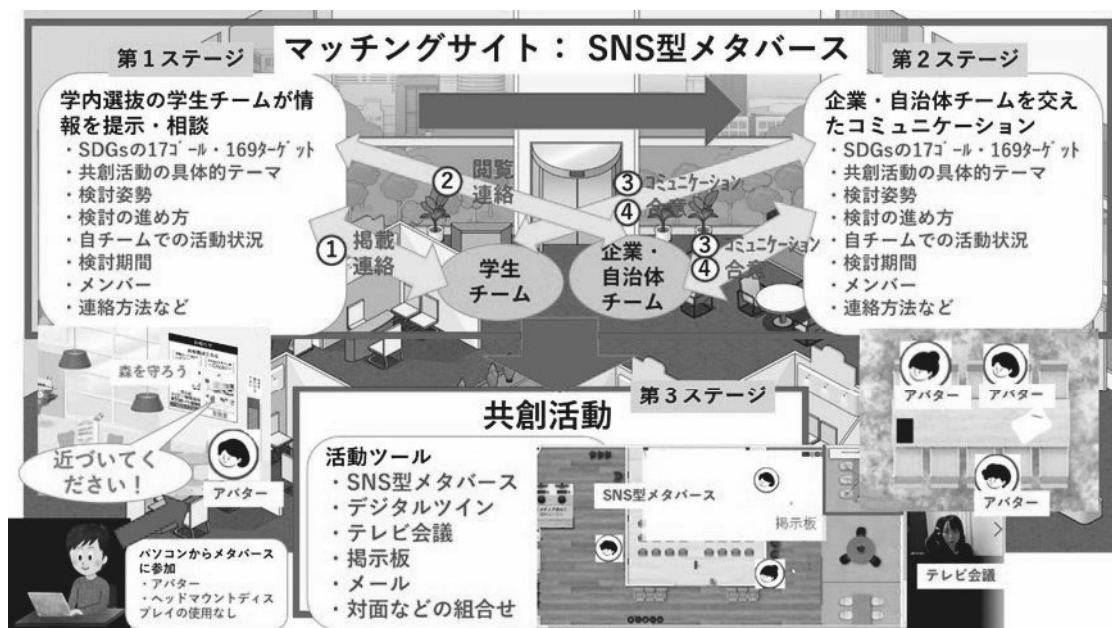 マッチングサイト： SNS型メタバース
第１ステージ
学内選抜の学生チームが情
報を提示・相談
・SDGsの17ｺﾞｰﾙ・169ﾀｰｹﾞｯﾄ
・共創活動の具体的テーマ
・検討姿勢
・検討の進め方
・自チームでの活動状況
・検討期間
・メンバー
・連絡方法など
第２ステージ
企業・自治体チームを交え
たコミュニケーション
・SDGsの17ｺﾞｰﾙ・169ﾀｰｹﾞｯﾄ
・共創活動の具体的テーマ
・検討姿勢
・検討の進め方
・自チームでの活動状況
・検討期間
・メンバー
・連絡方法など
② 閲覧
連絡
③ ｺﾐｭﾆｹｰｼｮﾝ
④ 合意
① 掲載
連絡
学生
チーム
企業・
自治体
チーム
③ ｺﾐｭﾆｹｰｼｮﾝ
④ 合意
森を守ろう
近づいてく
ださい！
アバター
パソコンからメタバース
に参加
・アバター
・ヘッドマウントディス
プレイの使用なし
第３ステージ
共創活動
活動ツール
・SNS型メタバース
・デジタルツイン
・テレビ会議
・掲示板
・メール
・対面などの組合せ
SNS型メタバース
掲示板
アバター
アバター
アバター
テレビ会議